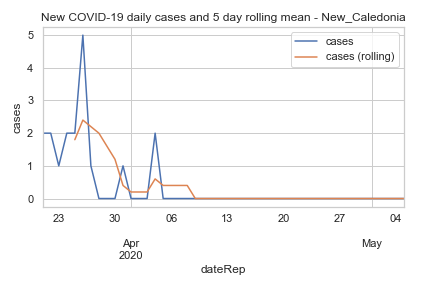 New COVID-19 daily cases and 5 day rolling mean - New_Caledonia
cases
cases (rolling)
5
4
3
2
1
0
cases
23 30 06 13 20 27 04
Apr May
2020
dateRep